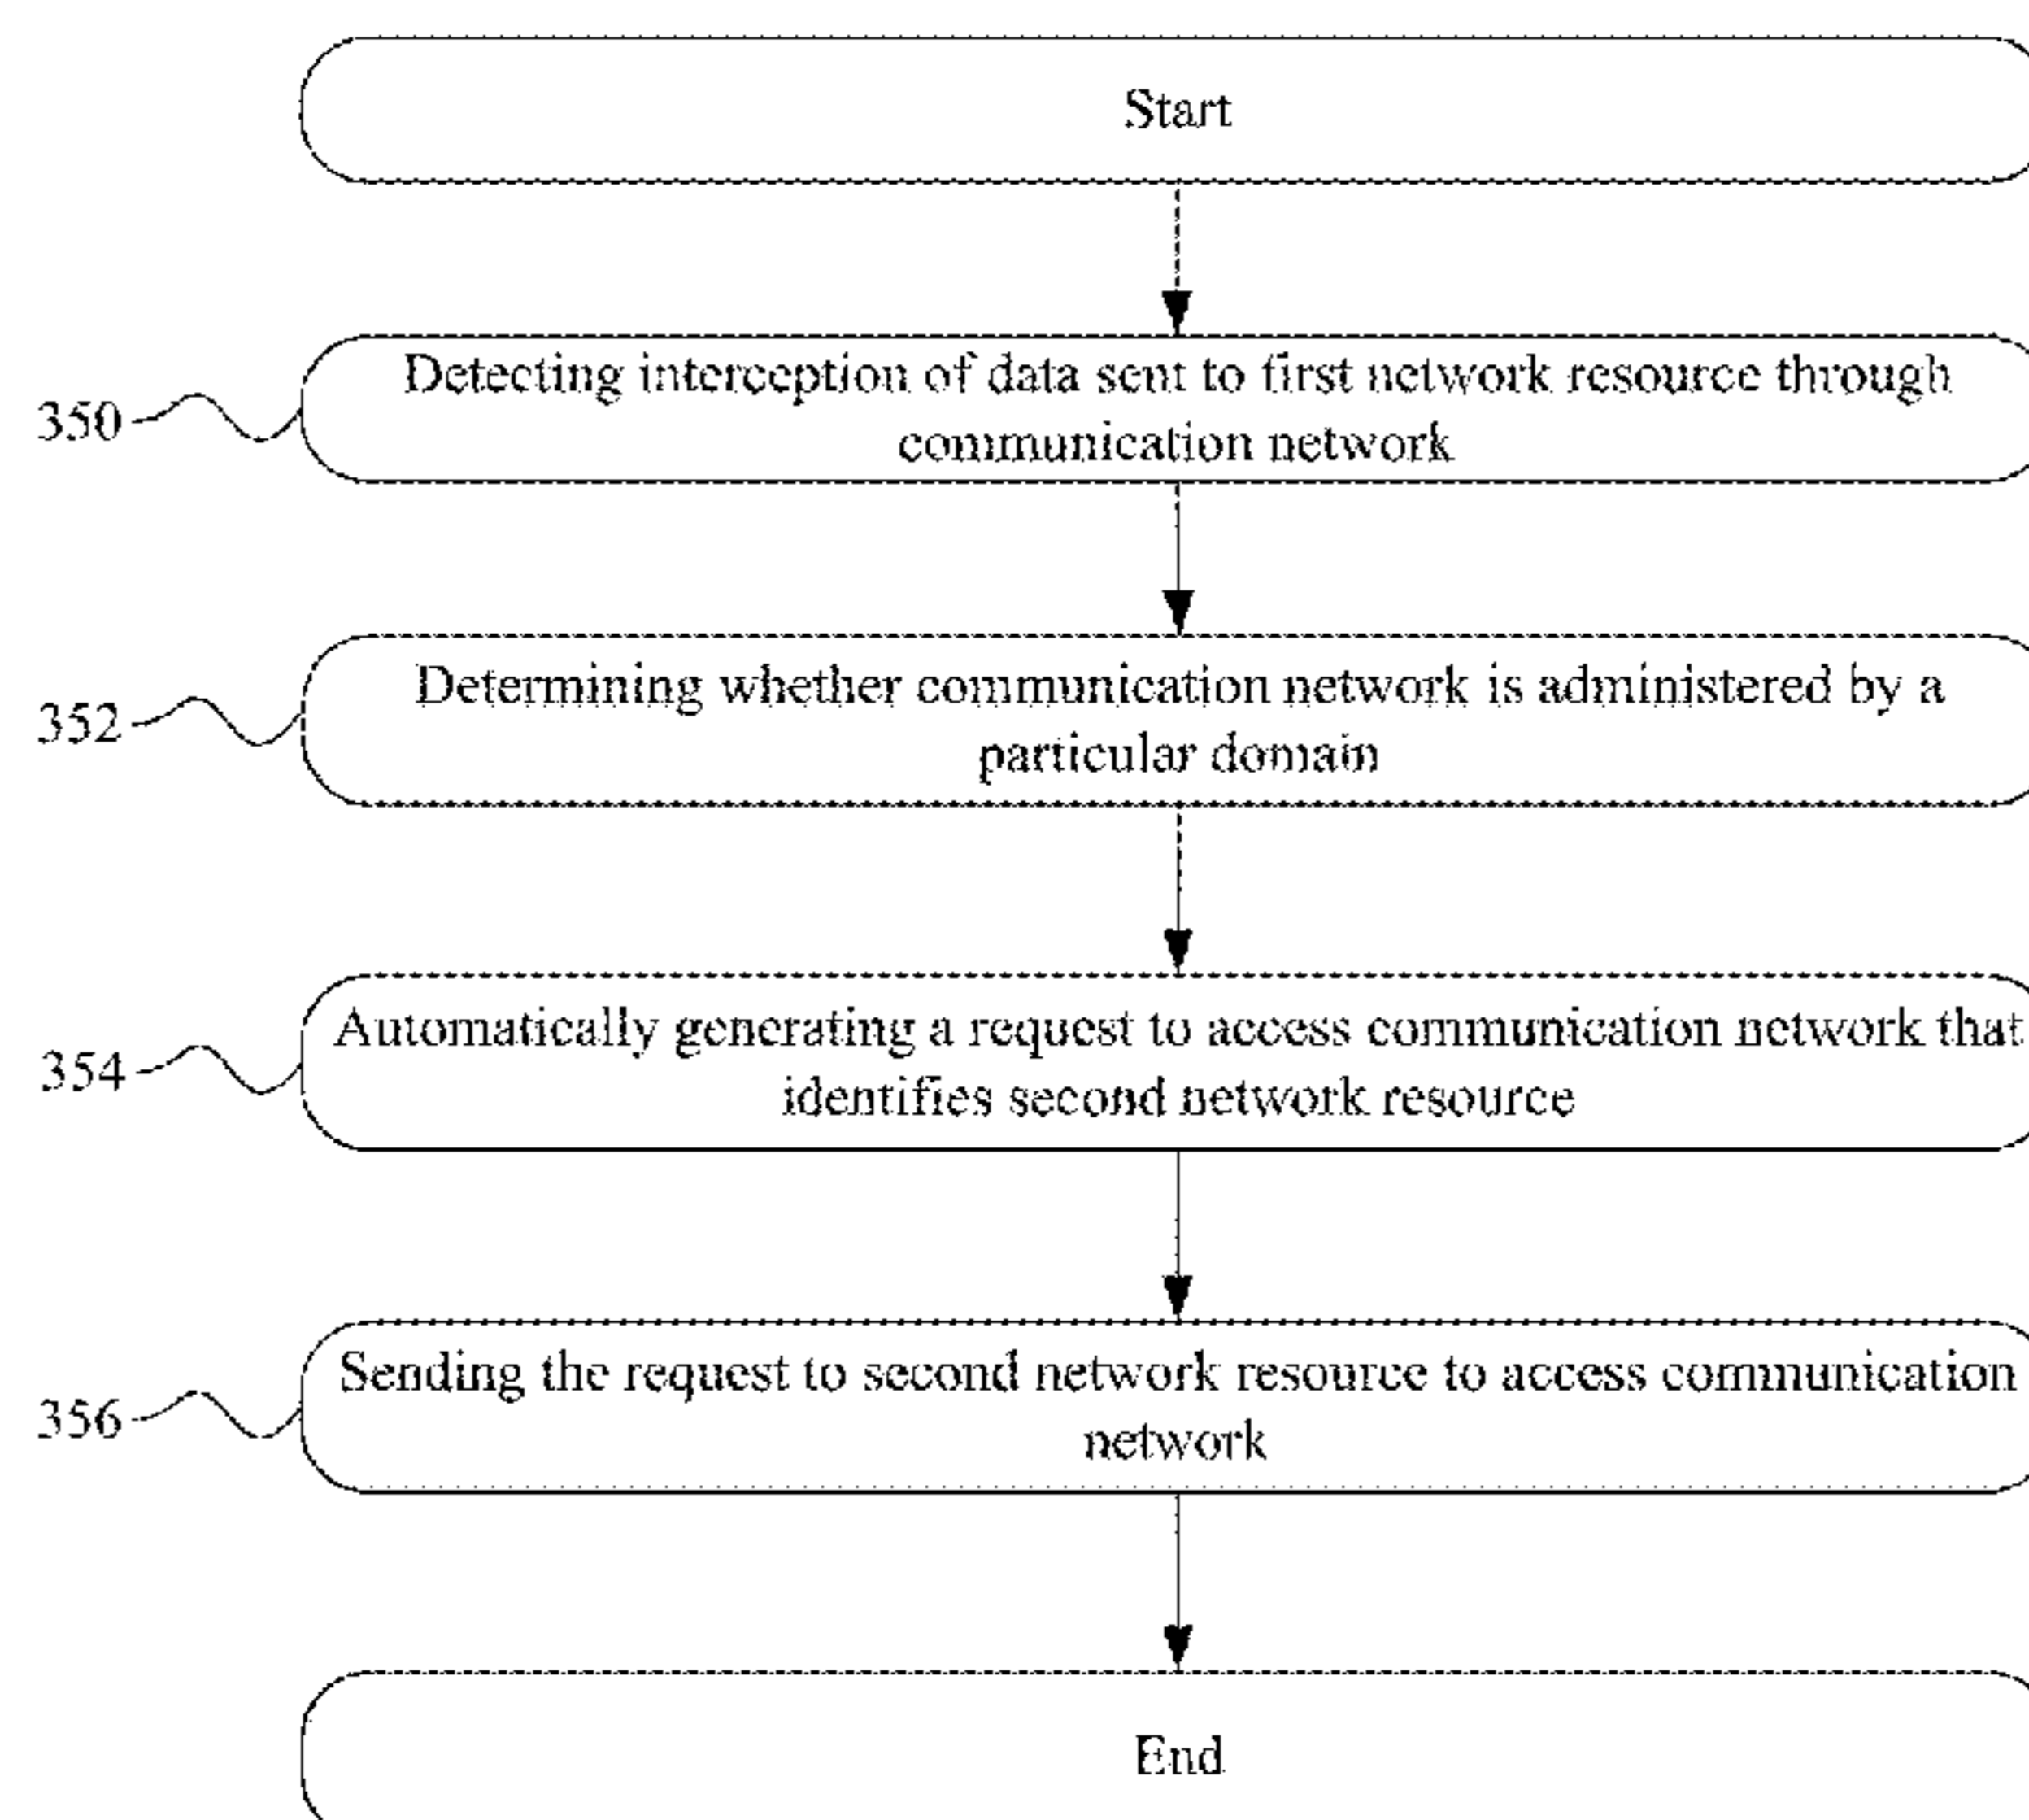 Start
350
Detecting interception of data sent to first network resource through
communication network
352
Determining whether communication network is administered by a
particular domain
354
Automatically generating a request to access communication network that
identifies second network resource
356
Sending the request to second network resource to access communication
network
End